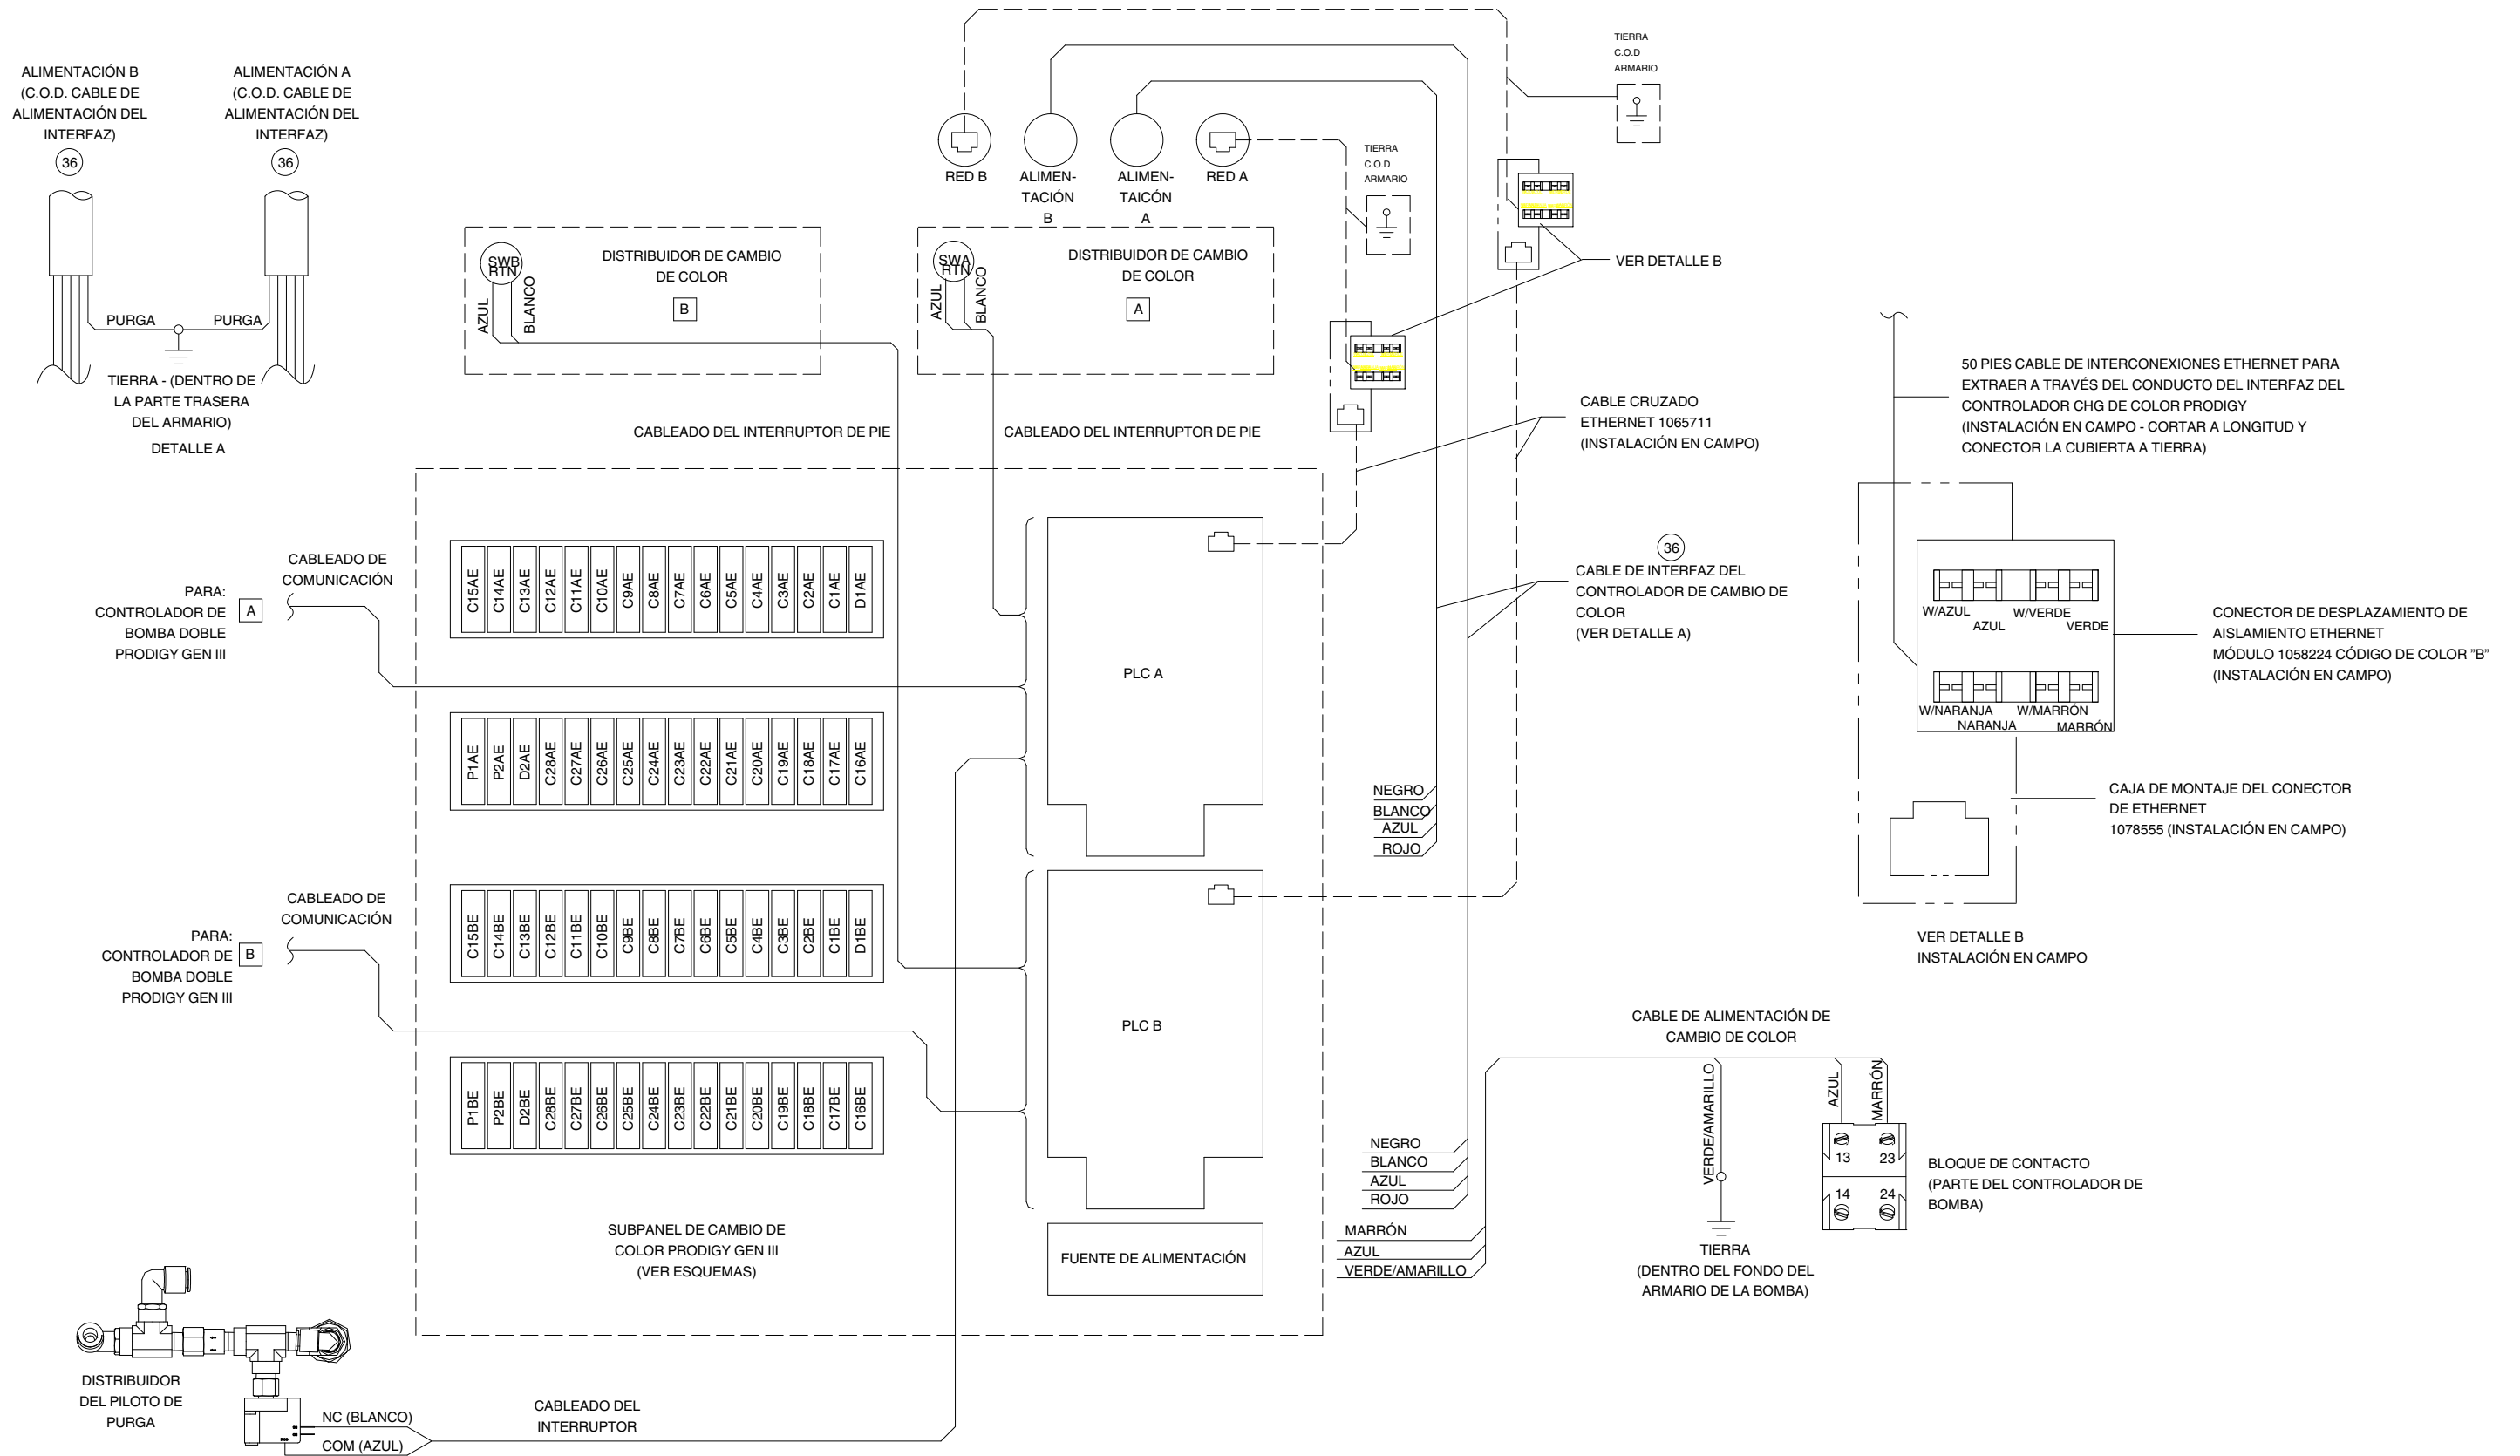 ALIMENTACIÓN B
(C.O.D. CABLE DE
ALIMENTACIÓN DEL
INTERFAZ)
36
ALIMENTACIÓN A
(C.O.D. CABLE DE
ALIMENTACIÓN DEL
INTERFAZ)
36
PURGA
PURGA
TIERRA - (DENTRO DE
LA PARTE TRASERA
DEL ARMARIO)
DETALLE A
RED B
ALIMEN-
TACIÓN
B
ALIMEN-
TAICÓN
A
RED A
TIERRA
C.O.D
ARMARIO
TIERRA
C.O.D
ARMARIO
SWB
RTN
AZUL
BLANCO
DISTRIBUIDOR DE CAMBIO
DE COLOR
B
SWA
RTN
AZUL
BLANCO
DISTRIBUIDOR DE CAMBIO
DE COLOR
A
VER DETALLE B
CABLEADO DEL INTERRUPTOR DE PIE
CABLEADO DEL INTERRUPTOR DE PIE
CABLE CRUZADO
ETHERNET 1065711
(INSTALACIÓN EN CAMPO)
50 PIES CABLE DE INTERCONEXIONES ETHERNET PARA
EXTRAER A TRAVÉS DEL CONDUCTO DEL INTERFAZ DEL
CONTROLADOR CHG DE COLOR PRODIGY
(INSTALACIÓN EN CAMPO - CORTAR A LONGITUD Y
CONECTOR LA CUBIERTA A TIERRA)
CABLEADO DE
COMUNICACIÓN
PARA:
CONTROLADOR DE
BOMBA DOBLE
PRODIGY GEN III
A
C15AE
C14AE
C13AE
C12AE
C11AE
C10AE
C9AE
C8AE
C7AE
C6AE
C5AE
C4AE
C3AE
C2AE
C1AE
D1AE
P1AE
P2AE
D2AE
C28AE
C27AE
C26AE
C25AE
C24AE
C23AE
C22AE
C21AE
C20AE
C19AE
C18AE
C17AE
C16AE
PLC A
36
CABLE DE INTERFAZ DEL
CONTROLADOR DE CAMBIO DE
COLOR
(VER DETALLE A)
NEGRO
BLANCO
AZUL
ROJO
W/AZUL
AZUL
W/VERDE
VERDE
W/NARANJA
NARANJA
W/MARRÓN
MARRÓN
CONECTOR DE DESPLAZAMIENTO DE
AISLAMIENTO ETHERNET
MÓDULO 1058224 CÓDIGO DE COLOR "B"
(INSTALACIÓN EN CAMPO)
CAJA DE MONTAJE DEL CONECTOR
DE ETHERNET
1078555 (INSTALACIÓN EN CAMPO)
VER DETALLE B
INSTALACIÓN EN CAMPO
CABLEADO DE
COMUNICACIÓN
PARA:
CONTROLADOR DE
BOMBA DOBLE
PRODIGY GEN III
B
C15BE
C14BE
C13BE
C12BE
C11BE
C10BE
C9BE
C8BE
C7BE
C6BE
C5BE
C4BE
C3BE
C2BE
C1BE
D1BE
P1BE
P2BE
D2BE
C28BE
C27BE
C26BE
C25BE
C24BE
C23BE
C22BE
C21BE
C20BE
C19BE
C18BE
C17BE
C16BE
PLC B
NEGRO
BLANCO
AZUL
ROJO
MARRÓN
AZUL
VERDE/AMARILLO
CABLE DE ALIMENTACIÓN DE
CAMBIO DE COLOR
VERDE/AMARILLO
AZUL
MARRÓN
13
23
14
24
BLOQUE DE CONTACTO
(PARTE DEL CONTROLADOR DE
BOMBA)
TIERRA
(DENTRO DEL FONDO DEL
ARMARIO DE LA BOMBA)
SUBPANEL DE CAMBIO DE
COLOR PRODIGY GEN III
(VER ESQUEMAS)
FUENTE DE ALIMENTACIÓN
DISTRIBUIDOR
DEL PILOTO DE
PURGA
NC (BLANCO)
COM (AZUL)
CABLEADO DEL
INTERRUPTOR